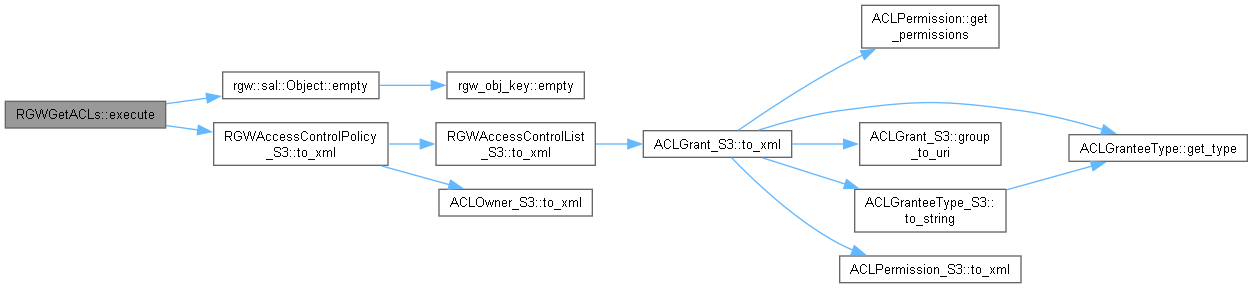 RGWGetACLs::execute
rgw::sal::Object::empty
rgw_obj_key::empty
RGWAccessControlPolicy
_S3::to_xml
RGWAccessControlList
_S3::to_xml
ACLOwner_S3::to_xml
ACLGrant_S3::to_xml
ACLPermission::get
_permissions
ACLGrant_S3::group
_to_uri
ACLGranteeType_S3::
to_string
ACLPermission_S3::to_xml
ACLGranteeType::get_type